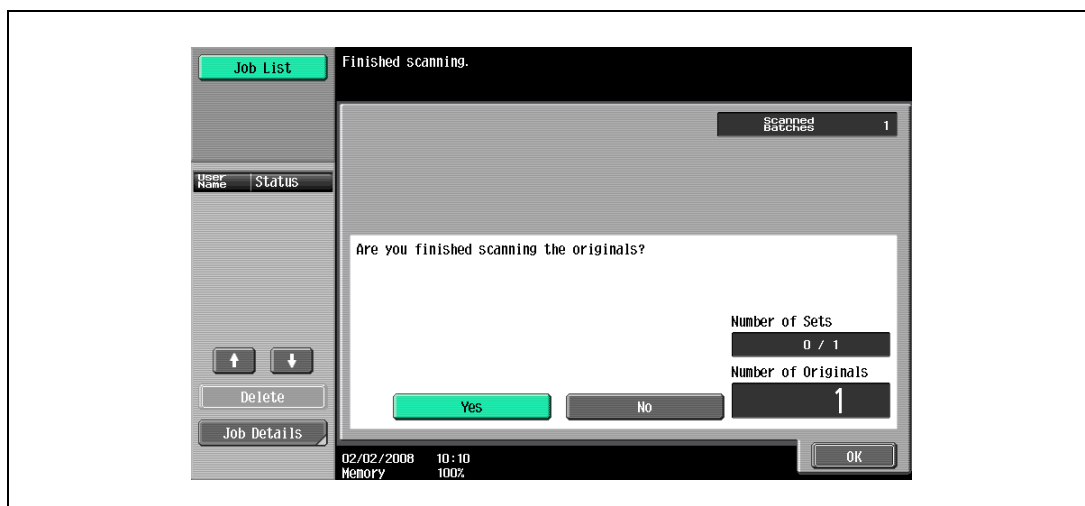 Job List
Finished scanning.
Scanned
Batches 1
User
Name Status
Are you finished scanning the originals?
Number of Sets
0 / 1
Number of Originals
1
Delete
Yes No
Job Details
OK
02/02/2008 10:10
Memory 100%